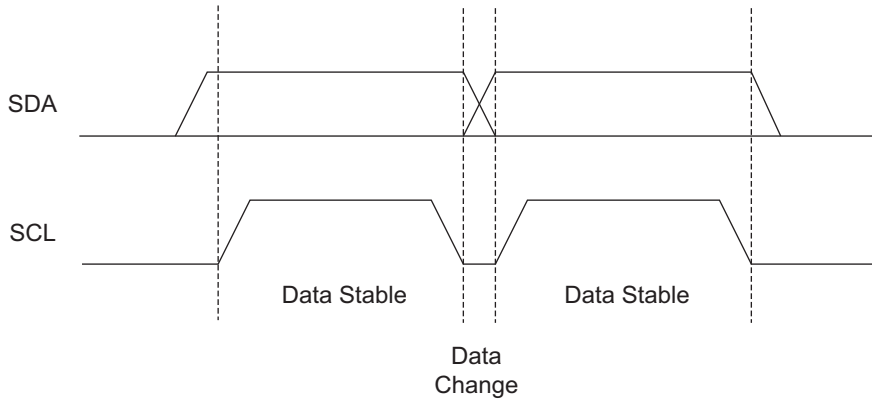 SDA
SCL
Data Stable
Data Stable
Data
Change